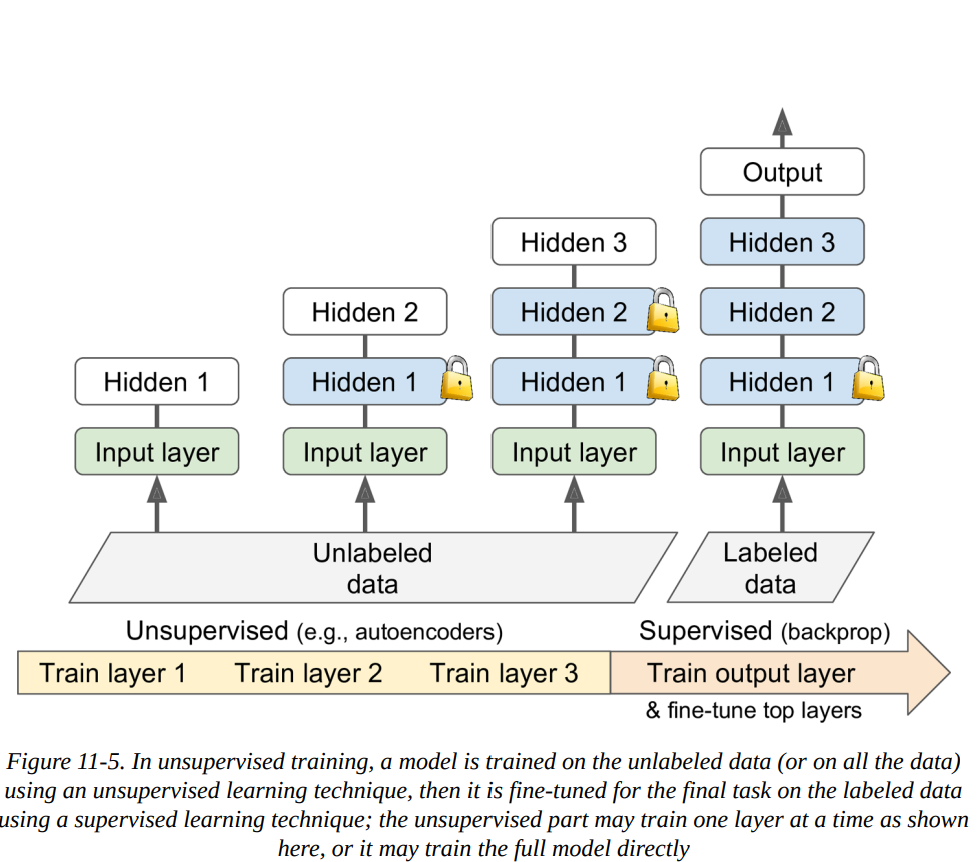 Output
Hidden 3
Hidden 3
Hidden 2
Hidden 2
Hidden 2
Hidden 1
Hidden 1
Hidden 1
Hidden 1
Input layer
Input layer
Input layer
Input layer
Unlabeled
data
Labeled
data
Unsupervised (e.g., autoencoders)
Supervised (backprop)
Train layer 1
Train layer 2
Train layer 3
Train output layer
& fine-tune top layers
Figure 11-5. In unsupervised training, a model is trained on the unlabeled data (or on all the data)
using an unsupervised learning technique, then it is fine-tuned for the final task on the labeled data
using a supervised learning technique; the unsupervised part may train one layer at a time as shown
here, or it may train the full model directly